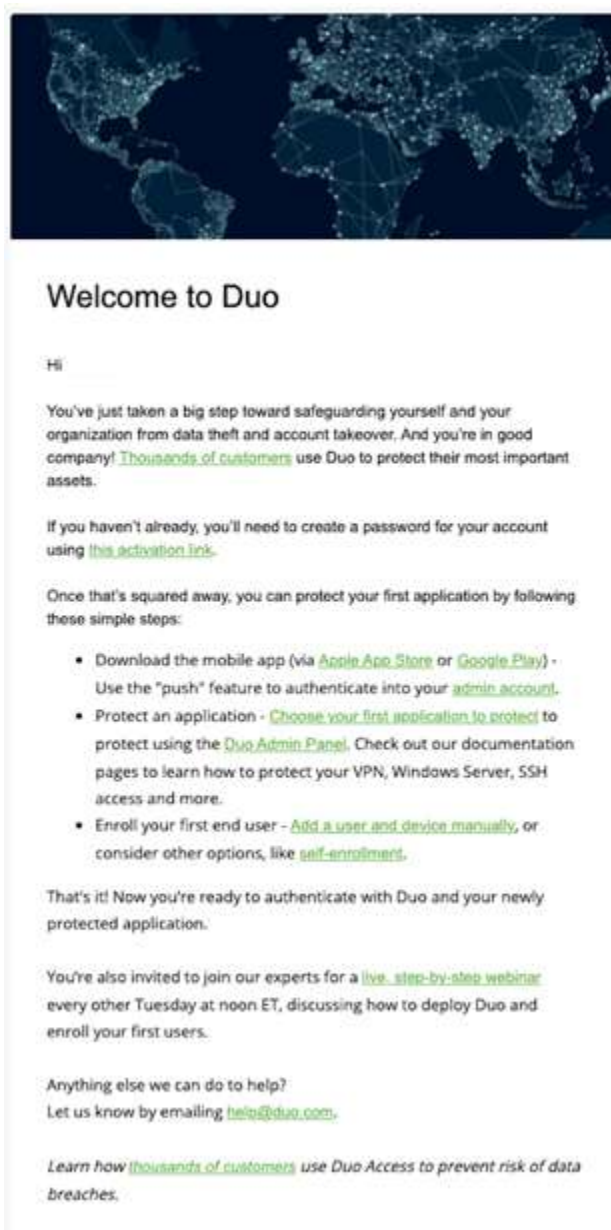 Welcome to Duo
Hi
You've just taken a big step toward safeguarding yourself and your
organization from data theft and account takeover. And you're in good
company! Thousands of customers use Duo to protect their most important
assets.
If you haven't already, you'll need to create a password for your account
using this activation link.
Once that's squared away, you can protect your first application by following
these simple steps:
• Download the mobile app (via Apple App Store or Google Play) -
Use the "push" feature to authenticate into your admin account.
• Protect an application - Choose your first application to protect to
protect using the Duo Admin Panel. Check out our documentation
pages to learn how to protect your VPN, Windows Server, SSH
access and more.
• Enroll your first end user - Add a user and device manually, or
consider other options, like self-enrollment.
That's it! Now you're ready to authenticate with Duo and your newly
protected application.
You're also invited to join our experts for a live, step-by-step webinar
every other Tuesday at noon ET, discussing how to deploy Duo and
enroll your first users.
Anything else we can do to help?
Let us know by emailing help@duo.com.
Learn how thousands of customers use Duo Access to prevent risk of data
breaches.